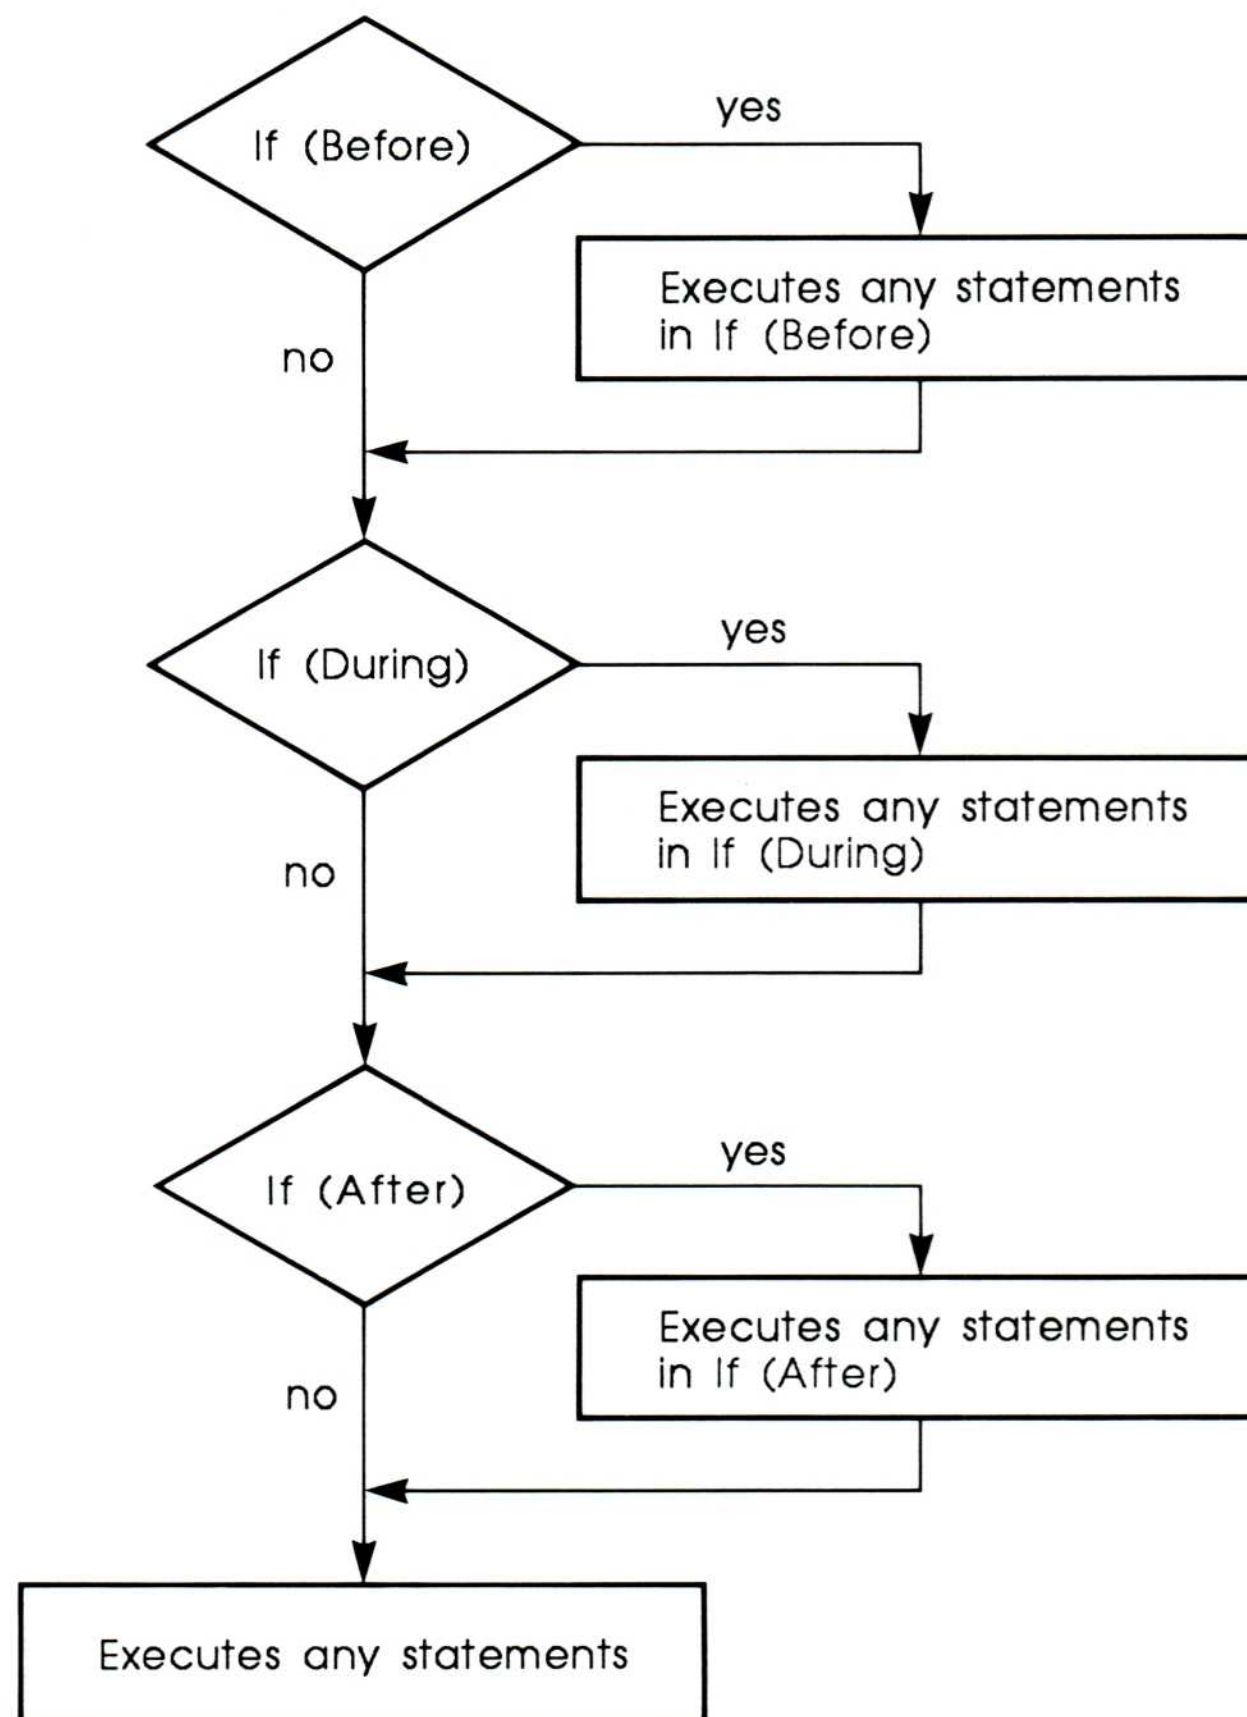 If (Before)
yes
Executes any statements
in If (Before)
no
If (During)
yes
Executes any statements
in If (During)
no
If (After)
yes
Executes any statements
in If (After)
no
Executes any statements